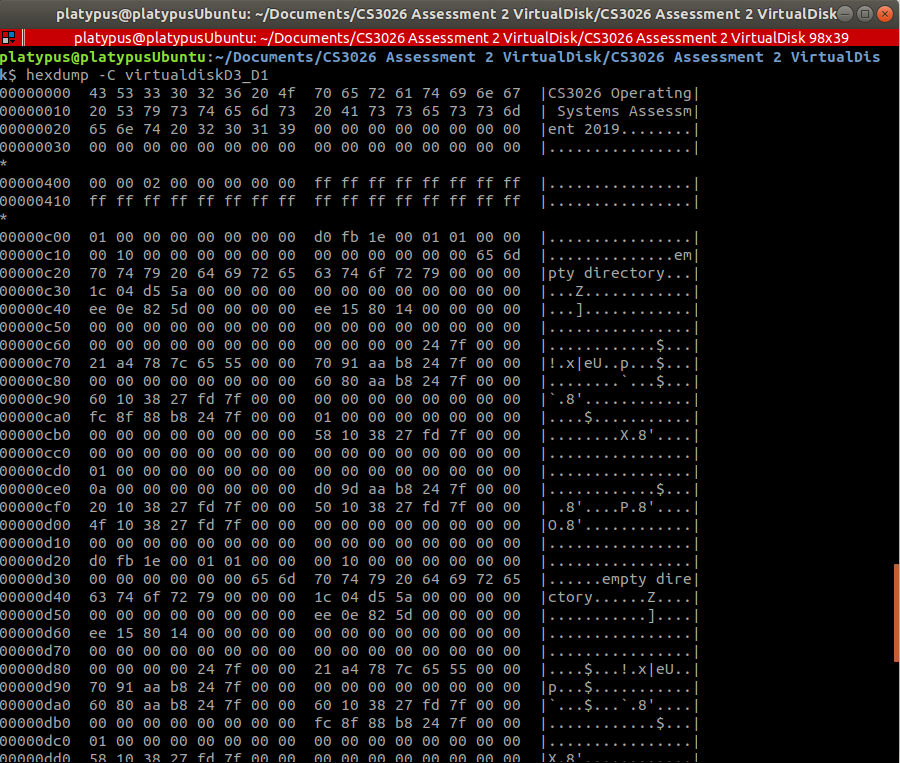 platypus@platypusUbuntu: ~/Documents/CS3026 Assessment 2 VirtualDisk/CS3026 Assessment 2 VirtualDisk
platypus@platypusUbuntu: ~/Documents/CS3026 Assessment 2 VirtualDisk/CS3026 Assessment 2 VirtualDisk 98x39
platypus@platypusUbuntu:~/Documents/CS3026 Assessment 2 VirtualDisk/CS3026 Assessment 2 VirtualDis
k$ hexdump -C virtualdiskD3_D1
00000000  43 53 33 30 32 36 20 4f  70 65 72 61 74 69 6e 67  |CS3026 Operating|
00000010  20 53 79 73 74 65 6d 73  20 41 73 73 65 73 73 6d  | Systems Assessm|
00000020  65 6e 74 20 32 30 31 39  00 00 00 00 00 00 00 00  |ent 2019........|
00000030  00 00 00 00 00 00 00 00  00 00 00 00 00 00 00 00  |................|
*
00000400  00 00 02 00 00 00 00 00  ff ff ff ff ff ff ff ff  |................|
00000410  ff ff ff ff ff ff ff ff  ff ff ff ff ff ff ff ff  |................|
*
00000c00  01 00 00 00 00 00 00 00  d0 fb 1e 00 01 01 00 00  |................|
00000c10  00 10 00 00 00 00 00 00  00 00 00 00 00 00 65 6d  |..............em|
00000c20  70 74 79 20 64 69 72 65  63 74 6f 72 79 00 00 00  |pty directory...|
00000c30  1c 04 d5 5a 00 00 00 00  00 00 00 00 00 00 00 00  |...Z............|
00000c40  ee 0e 82 5d 00 00 00 00  ee 15 80 14 00 00 00 00  |...]............|
00000c50  00 00 00 00 00 00 00 00  00 00 00 00 00 00 00 00  |................|
00000c60  00 00 00 00 00 00 00 00  00 00 00 00 24 7f 00 00  |............$...|
00000c70  21 a4 78 7c 65 55 00 00  70 91 aa b8 24 7f 00 00  |!.x|eU..p...$...|
00000c80  00 00 00 00 00 00 00 00  60 80 aa b8 24 7f 00 00  |........`...$...|
00000c90  60 10 38 27 fd 7f 00 00  00 00 00 00 00 00 00 00  |`.8'............|
00000ca0  fc 8f 88 b8 24 7f 00 00  01 00 00 00 00 00 00 00  |....$...........|
00000cb0  00 00 00 00 00 00 00 00  58 10 38 27 fd 7f 00 00  |........X.8'....|
00000cc0  00 00 00 00 00 00 00 00  00 00 00 00 00 00 00 00  |................|
00000cd0  01 00 00 00 00 00 00 00  00 00 00 00 00 00 00 00  |................|
00000ce0  0a 00 00 00 00 00 00 00  d0 9d aa b8 24 7f 00 00  |............$...|
00000cf0  20 10 38 27 fd 7f 00 00  50 10 38 27 fd 7f 00 00  | .8'....P.8'....|
00000d00  4f 10 38 27 fd 7f 00 00  00 00 00 00 00 00 00 00  |O.8'............|
00000d10  00 00 00 00 00 00 00 00  00 00 00 00 00 00 00 00  |................|
00000d20  d0 fb 1e 00 01 01 00 00  00 10 00 00 00 00 00 00  |................|
00000d30  00 00 00 00 00 00 65 6d  70 74 79 20 64 69 72 65  |......empty dire|
00000d40  63 74 6f 72 79 00 00 00  1c 04 d5 5a 00 00 00 00  |ctory......Z....|
00000d50  00 00 00 00 00 00 00 00  ee 0e 82 5d 00 00 00 00  |...........]....|
00000d60  ee 15 80 14 00 00 00 00  00 00 00 00 00 00 00 00  |................|
00000d70  00 00 00 00 00 00 00 00  00 00 00 00 00 00 00 00  |................|
00000d80  00 00 00 00 24 7f 00 00  21 a4 78 7c 65 55 00 00  |....$...!.x|eU..|
00000d90  70 91 aa b8 24 7f 00 00  00 00 00 00 00 00 00 00  |p...$...........|
00000da0  60 80 aa b8 24 7f 00 00  60 10 38 27 fd 7f 00 00  |`...$...`.8'....|
00000db0  00 00 00 00 00 00 00 00  fc 8f 88 b8 24 7f 00 00  |............$...|
00000dc0  01 00 00 00 00 00 00 00  00 00 00 00 00 00 00 00  |................|
00000dd0  58 10 38 27 fd 7f 00 00  00 00 00 00 00 00 00 00  |X.8'............|